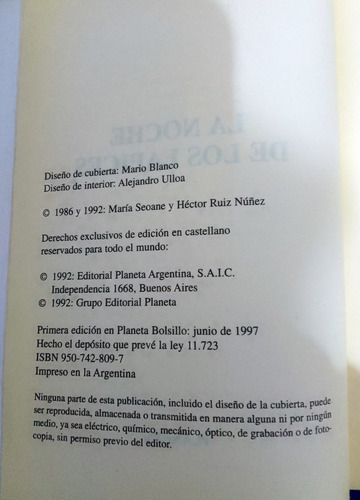 LA NOCHE
DE LOS LÁPICES
Diseño de cubierta: Mario Blanco
Diseño de interior: Alejandro Ulloa
© 1986 y 1992: María Seoane y Héctor Ruiz Núñez
Derechos exclusivos de edición en castellano
reservados para todo el mundo:
© 1992: Editorial Planeta Argentina, S.A.I.C.
Independencia 1668, Buenos Aires
© 1992: Grupo Editorial Planeta
Primera edición en Planeta Bolsillo: junio de 1997
Hecho el depósito que prevé la ley 11.723
ISBN 950-742-809-7
Impreso en la Argentina
Ninguna parte de esta publicación, incluido el diseño de la cubierta, puede
ser reproducida, almacenada o transmitida en manera alguna ni por ningún
medio, ya sea eléctrico, químico, mecánico, óptico, de grabación o de foto-
copia, sin permiso previo del editor.